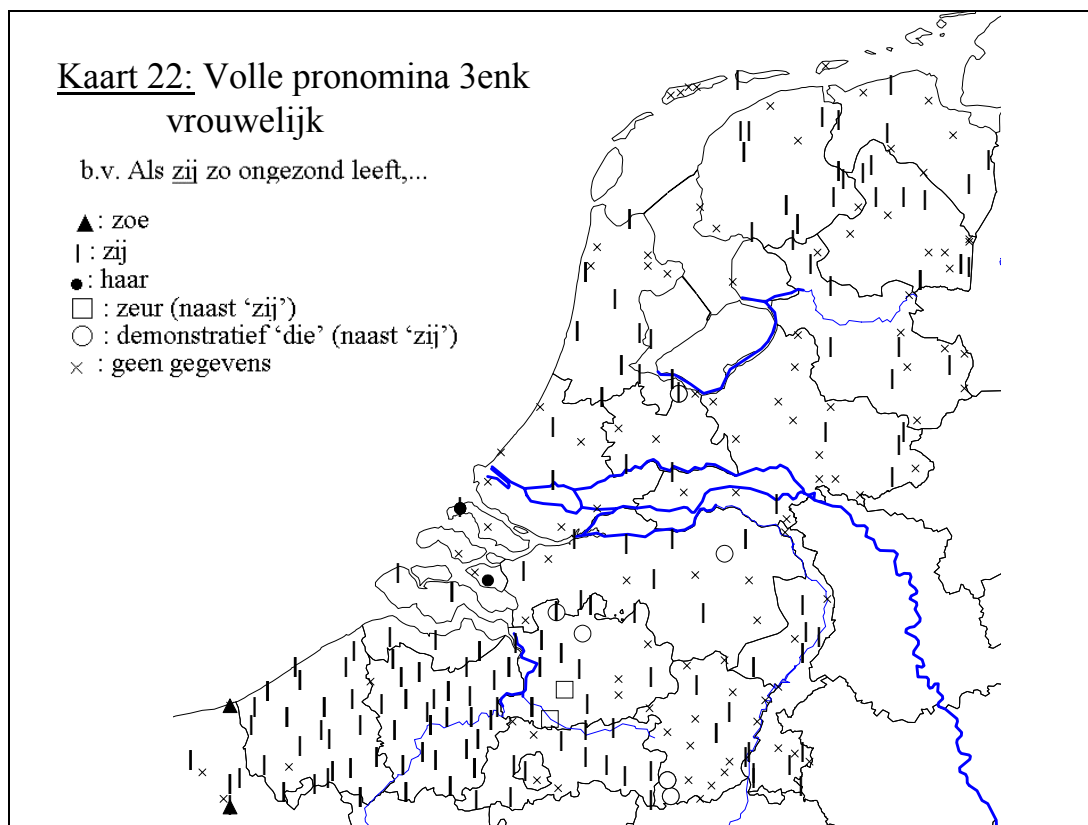 Kaart 22: Volle pronomina 3enk
vrouwelijk
b.v. Als zij zo ongezond leeft,...
: zoe
: zij
: haar
: zeur (naast ‘zij’)
: demonstratief ‘die’ (naast ‘zij’)
: geen gegevens